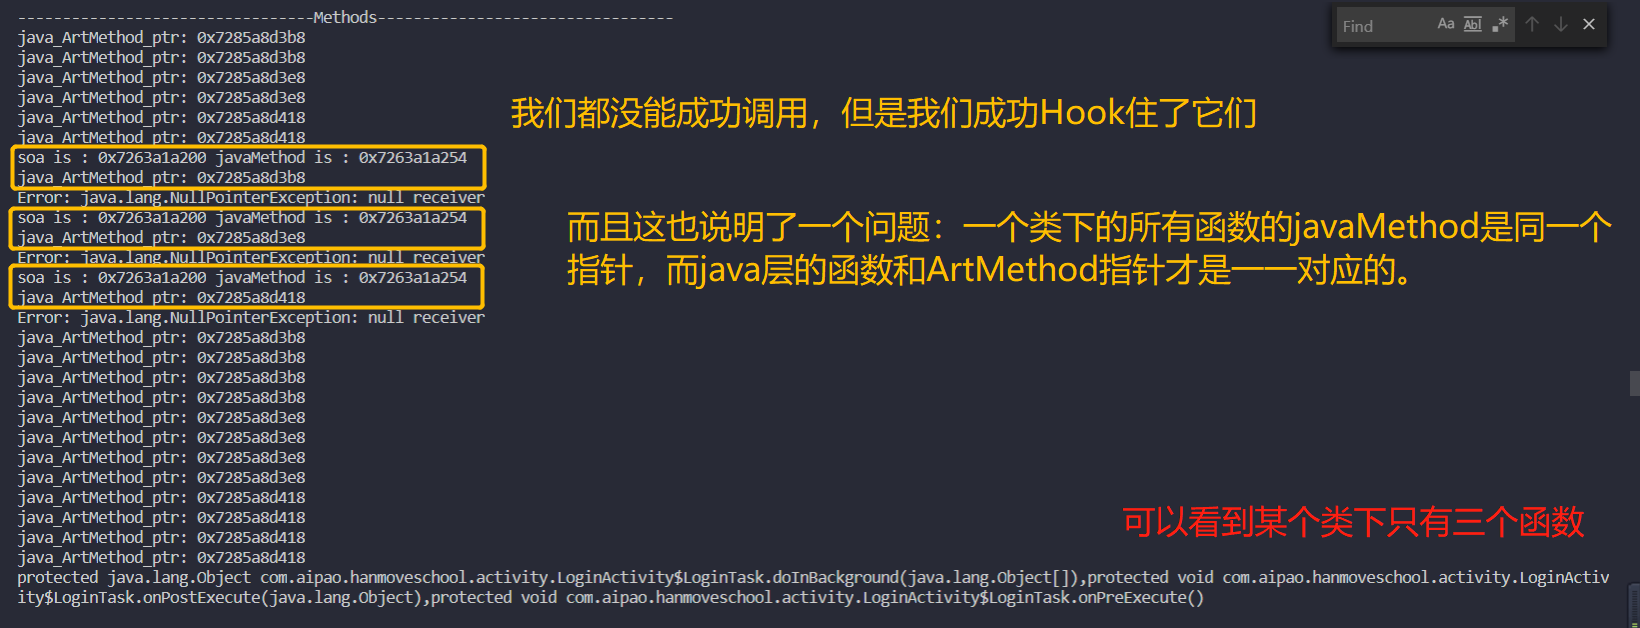 ---------------------------------Methods---------------------------------
java_ArtMethod_ptr: 0x7285a8d3b8
java_ArtMethod_ptr: 0x7285a8d3b8
java_ArtMethod_ptr: 0x7285a8d3e8
java_ArtMethod_ptr: 0x7285a8d3e8
java_ArtMethod_ptr: 0x7285a8d418
java_ArtMethod_ptr: 0x7285a8d418
soa is : 0x7263a1a200 javaMethod is : 0x7263a1a254
java_ArtMethod_ptr: 0x7285a8d3b8
Error: java.lang.NullPointerException: null receiver
soa is : 0x7263a1a200 javaMethod is : 0x7263a1a254
java_ArtMethod_ptr: 0x7285a8d3e8
Error: java.lang.NullPointerException: null receiver
soa is : 0x7263a1a200 javaMethod is : 0x7263a1a254
java_ArtMethod_ptr: 0x7285a8d418
Error: java.lang.NullPointerException: null receiver
java_ArtMethod_ptr: 0x7285a8d3b8
java_ArtMethod_ptr: 0x7285a8d3b8
java_ArtMethod_ptr: 0x7285a8d3b8
java_ArtMethod_ptr: 0x7285a8d3b8
java_ArtMethod_ptr: 0x7285a8d3e8
java_ArtMethod_ptr: 0x7285a8d3e8
java_ArtMethod_ptr: 0x7285a8d3e8
java_ArtMethod_ptr: 0x7285a8d3e8
java_ArtMethod_ptr: 0x7285a8d418
java_ArtMethod_ptr: 0x7285a8d418
java_ArtMethod_ptr: 0x7285a8d418
java_ArtMethod_ptr: 0x7285a8d418
protected java.lang.Object com.aipao.hanmoveschool.activity.LoginActivity$LoginTask.doInBackground(java.lang.Object[]),protected void com.aipao.hanmoveschool.activity.LoginActiv
ity$LoginTask.onPostExecute(java.lang.Object),protected void com.aipao.hanmoveschool.activity.LoginActivity$LoginTask.onPreExecute()
Find
Aa Abl .*
我们都没能成功调用，但是我们成功Hook住了它们
而且这也说明了一个问题：一个类下的所有函数的javaMethod是同一个
指针，而java层的函数和ArtMethod指针才是一一对应的。
可以看到某个类下只有三个函数